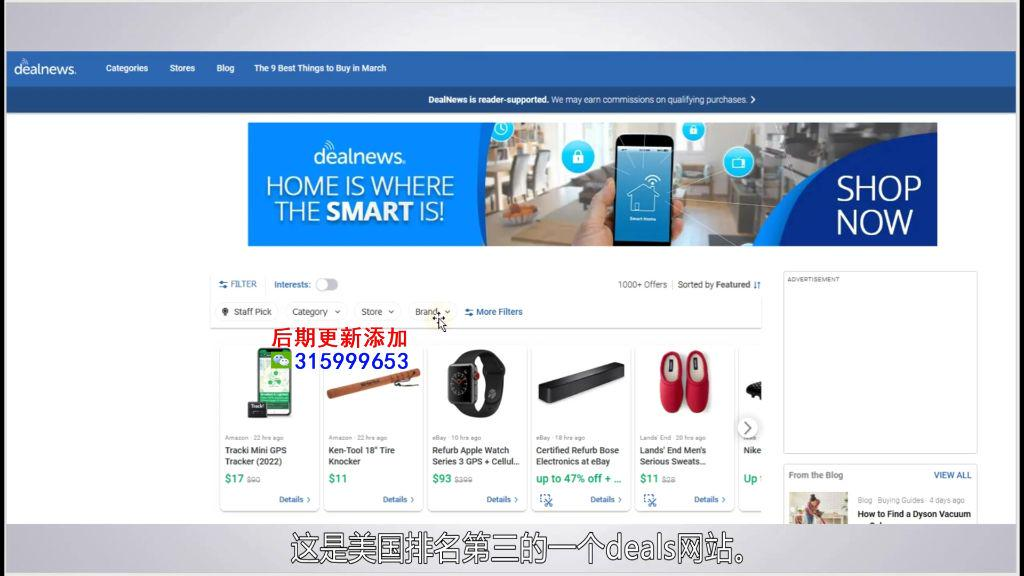 dealnews.
Categories
Stores
Blog
The 9 Best Things to Buy in March
DealNews is reader-supported. We may earn commissions on qualifying purchases.
dealnews.
HOME IS WHERE
THE SMART IS!
Smart Home
SHOP
NOW
FILTER
Interests:
1000+ Offers
Sorted by Featured
Staff Pick
Category
Store
Brand
More Filters
ADVERTISEMENT
后期更新添加
315999653
Amazon · 22 hrs ago
Tracki Mini GPS
Tracker (2022)
$17 $90
Details
Amazon · 22 hrs ago
Ken-Tool 18" Tire
Knocker
$11
Details
eBay · 10 hrs ago
Refurb Apple Watch
Series 3 GPS + Cellul...
$93 $399
Details
eBay · 18 hrs ago
Certified Refurb Bose
Electronics at eBay
up to 47% off + ...
Details
Lands' End · 20 hrs ago
Lands' End Men's
Serious Sweats...
$11 $28
Details
Nike
Up
From the Blog
VIEW ALL
Blog · Buying Guides · 4 days ago
How to Find a Dyson Vacuum
这是美国排名第三的一个deals网站。